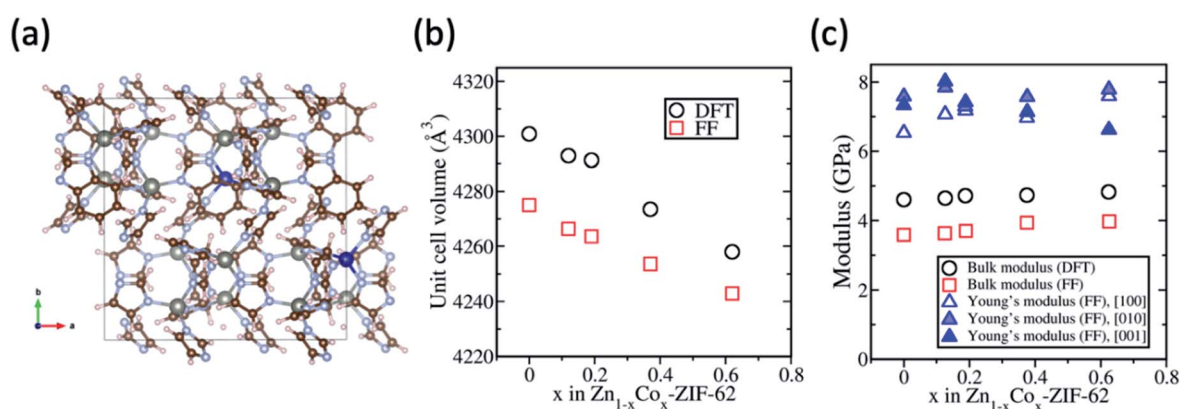 (a)
b
a
(b)
Unit cell volume (Å³)
4320
4300
4280
4260
4240
4220
DFT
FF
0
0.2
0.4
0.6
0.8
x in Zn₁₋ₓCoₓ-ZIF-62
(c)
Modulus (GPa)
8
6
4
2
0
Bulk modulus (DFT)
Bulk modulus (FF)
Young's modulus (FF), [100]
Young's modulus (FF), [010]
Young's modulus (FF), [001]
0
0.2
0.4
0.6
0.8
x in Zn₁₋ₓCoₓ-ZIF-62